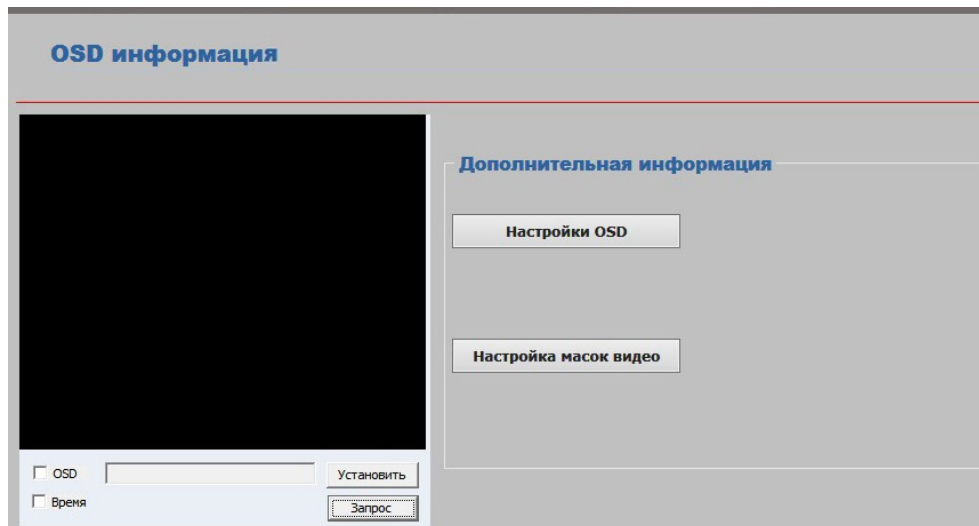 OSD информация
Дополнительная информация
Настройки OSD
Настройка масок видео
OSD
Установить
Время
Запрос